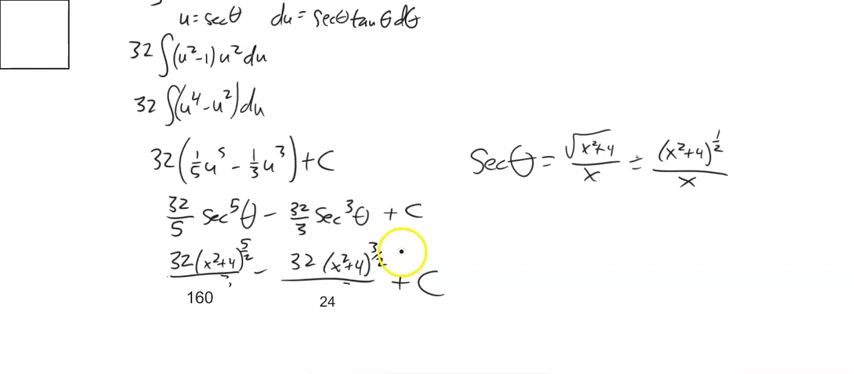 u = secθ du = secθ tanθ dθ
32 ∫(u²-1)u² du
32 ∫(u⁴-u²)du
32(1/5 u⁵ - 1/3 u³) + C
Secθ = √(x²+4)/x = (x²+4)^(1/2)/x
32/5 sec⁵θ - 32/3 sec³θ + C
32(x²+4)^(5/2)/160 - 32(x²+4)^(3/2)/24 + C